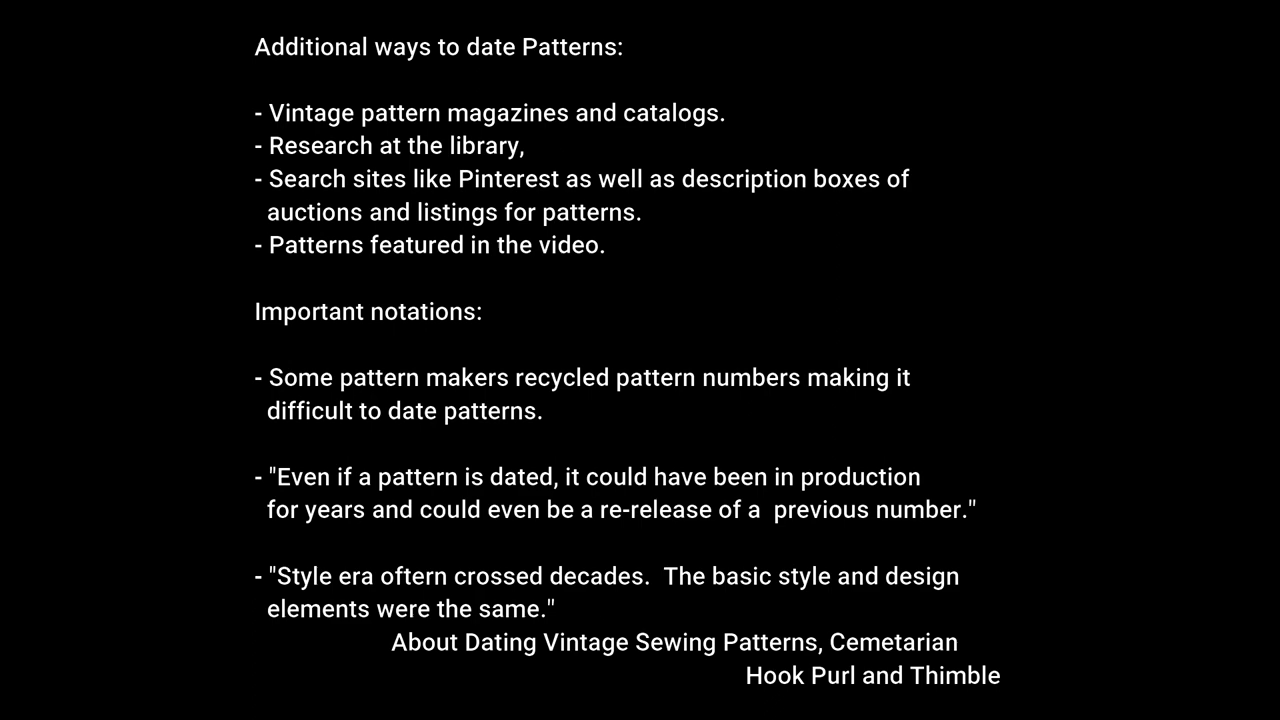 Additional ways to date Patterns:
- Vintage pattern magazines and catalogs.
- Research at the library,
- Search sites like Pinterest as well as description boxes of
auctions and listings for patterns.
- Patterns featured in the video.
Important notations:
- Some pattern makers recycled pattern numbers making it
difficult to date patterns.
- "Even if a pattern is dated, it could have been in production
for years and could even be a re-release of a  previous number."
- "Style era oftern crossed decades.  The basic style and design
elements were the same."
About Dating Vintage Sewing Patterns, Cemetarian
Hook Purl and Thimble